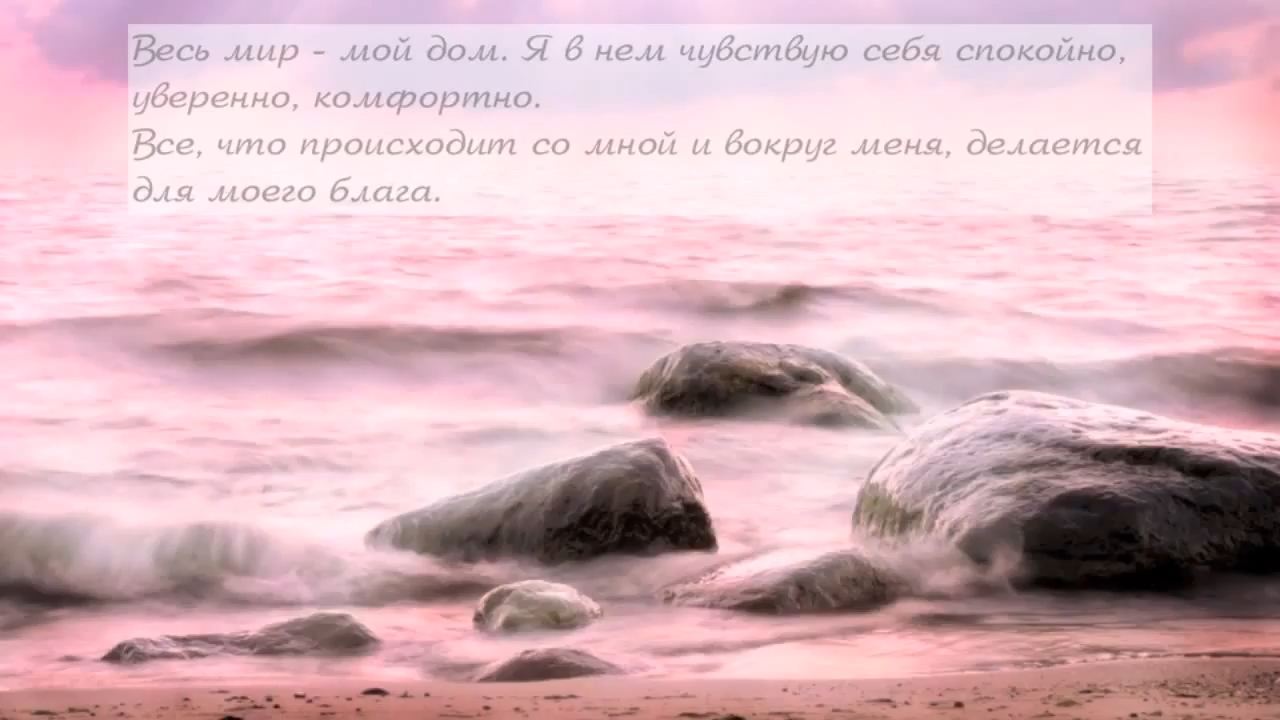 Весь мир - мой дом. Я в нем чувствую себя спокойно,
уверенно, комфортно.
Все, что происходит со мной и вокруг меня, делается
для моего блага.